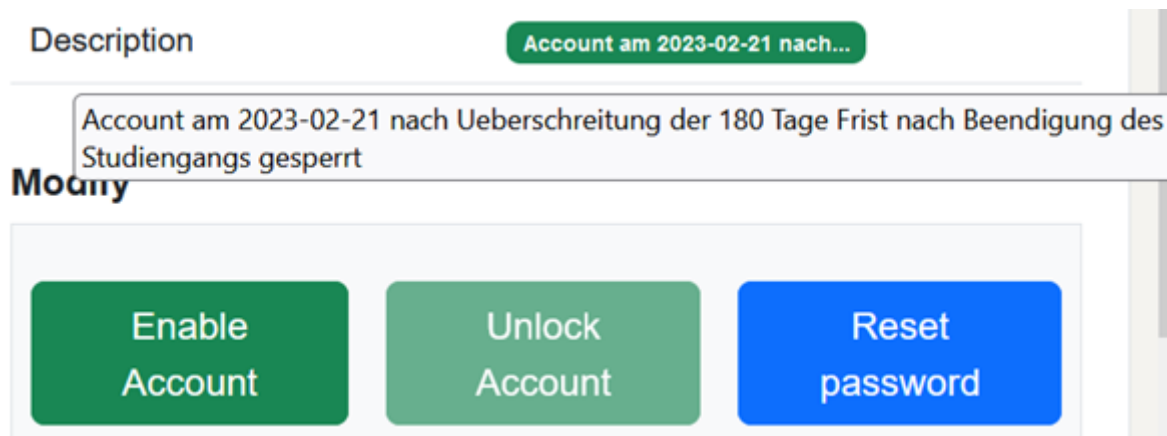 Description
Account am 2023-02-21 nach...
Account am 2023-02-21 nach Ueberschreitung der 180 Tage Frist nach Beendigung des
Studiengangs gesperrt
Modify
Enable
Account
Unlock
Account
Reset
password